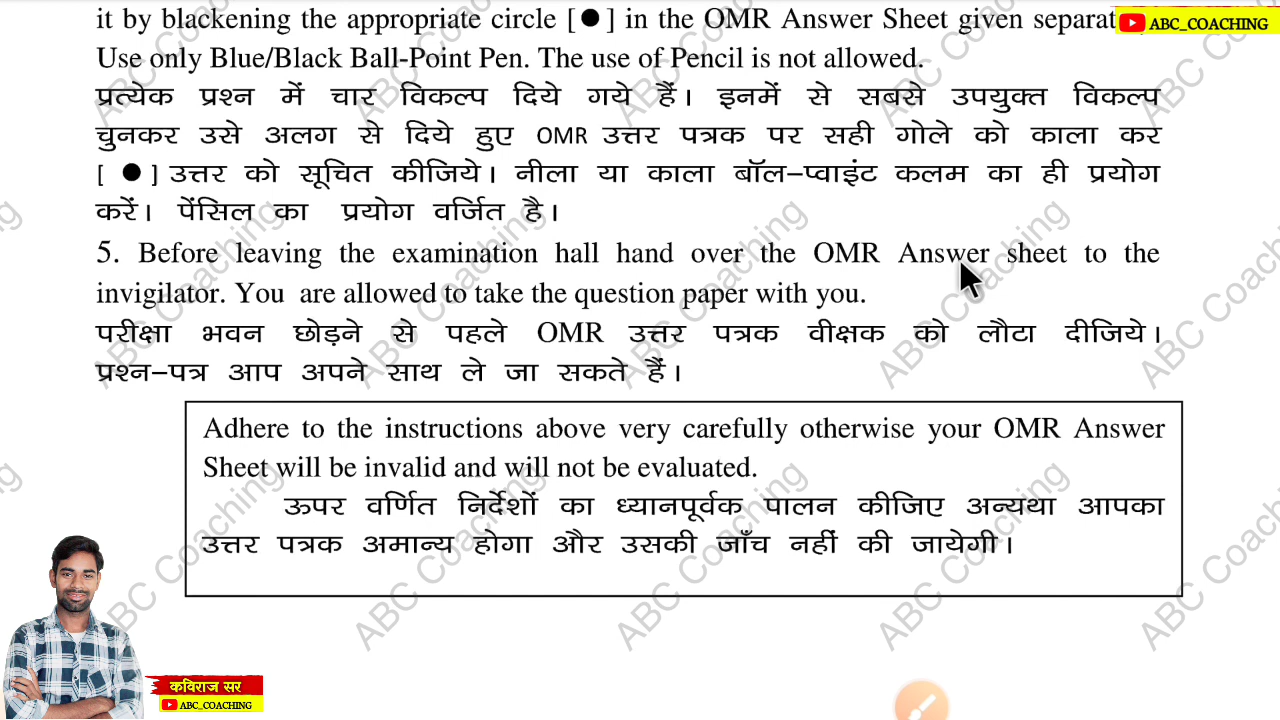 it by blackening the appropriate circle [●] in the OMR Answer Sheet given
ABC_COACHING
Use only Blue/Black Ball-Point Pen. The use of Pencil is not allowed.
प्रत्येक प्रश्न में चार विकल्प दिये गये हैं। इनमें से सबसे उपयुक्त विकल्प
चुनकर उसे अलग से दिये हुए OMR उत्तर पत्रक पर सही गोले को काला कर
[ ● ] उत्तर को सूचित कीजिये। नीला या काला बॉल–प्वाइंट कलम का ही प्रयोग
करें। पेंसिल का प्रयोग वर्जित है।
5. Before leaving the examination hall hand over the OMR Answer sheet to the
invigilator. You are allowed to take the question paper with you.
परीक्षा भवन छोड़ने से पहले OMR उत्तर पत्रक वीक्षक को लौटा दीजिये।
प्रश्न–पत्र आप अपने साथ ले जा सकते हैं।
Adhere to the instructions above very carefully otherwise your OMR Answer
Sheet will be invalid and will not be evaluated.
ऊपर वर्णित निर्देशों का ध्यानपूर्वक पालन कीजिए अन्यथा आपका
उत्तर पत्रक अमान्य होगा और उसकी जाँच नहीं की जायेगी।
ABC Coaching
कविराज सर
ABC_COACHING